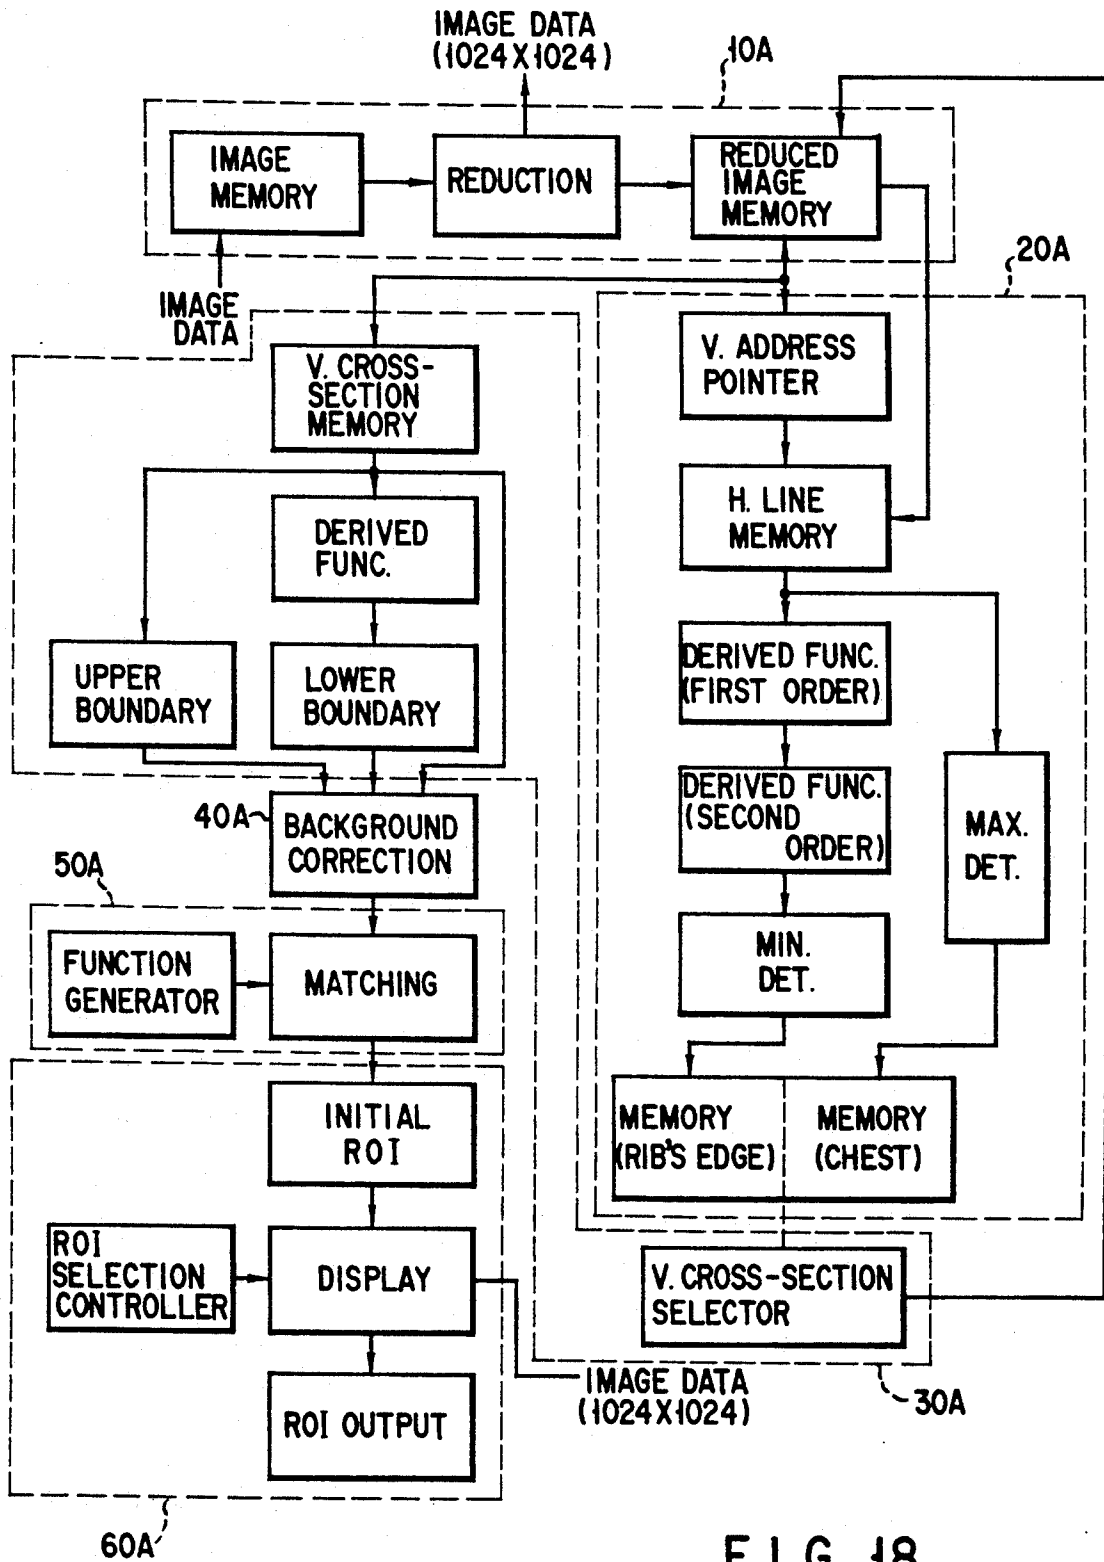 IMAGE DATA
(1024X1024)
10A
IMAGE
MEMORY
REDUCTION
REDUCED
IMAGE
MEMORY
IMAGE
DATA
20A
V. CROSS-
SECTION
MEMORY
V. ADDRESS
POINTER
H. LINE
MEMORY
DERIVED
FUNC.
UPPER
BOUNDARY
LOWER
BOUNDARY
DERIVED FUNC.
(FIRST ORDER)
DERIVED FUNC.
(SECOND
ORDER)
MAX.
DET.
40A
BACKGROUND
CORRECTION
50A
FUNCTION
GENERATOR
MATCHING
MIN.
DET.
MEMORY
(RIB'S EDGE)
MEMORY
(CHEST)
INITIAL
ROI
ROI
SELECTION
CONTROLLER
DISPLAY
V. CROSS-SECTION
SELECTOR
IMAGE DATA
(1024X1024)
30A
ROI OUTPUT
60A
FIG. 18